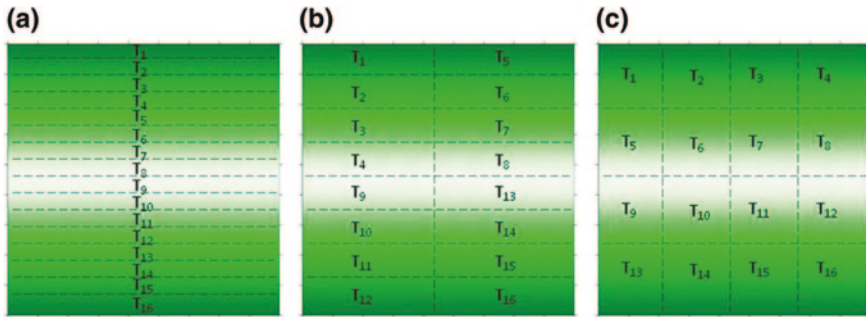 (a)
T1
T2
T3
T4
T5
T6
T7
T8
T9
T10
T11
T12
T13
T14
T15
T16
(b)
T1 T5
T2 T6
T3 T7
T4 T8
T9 T13
T10 T14
T11 T15
T12 T16
(c)
T1 T2 T3 T4
T5 T6 T7 T8
T9 T10 T11 T12
T13 T14 T15 T16